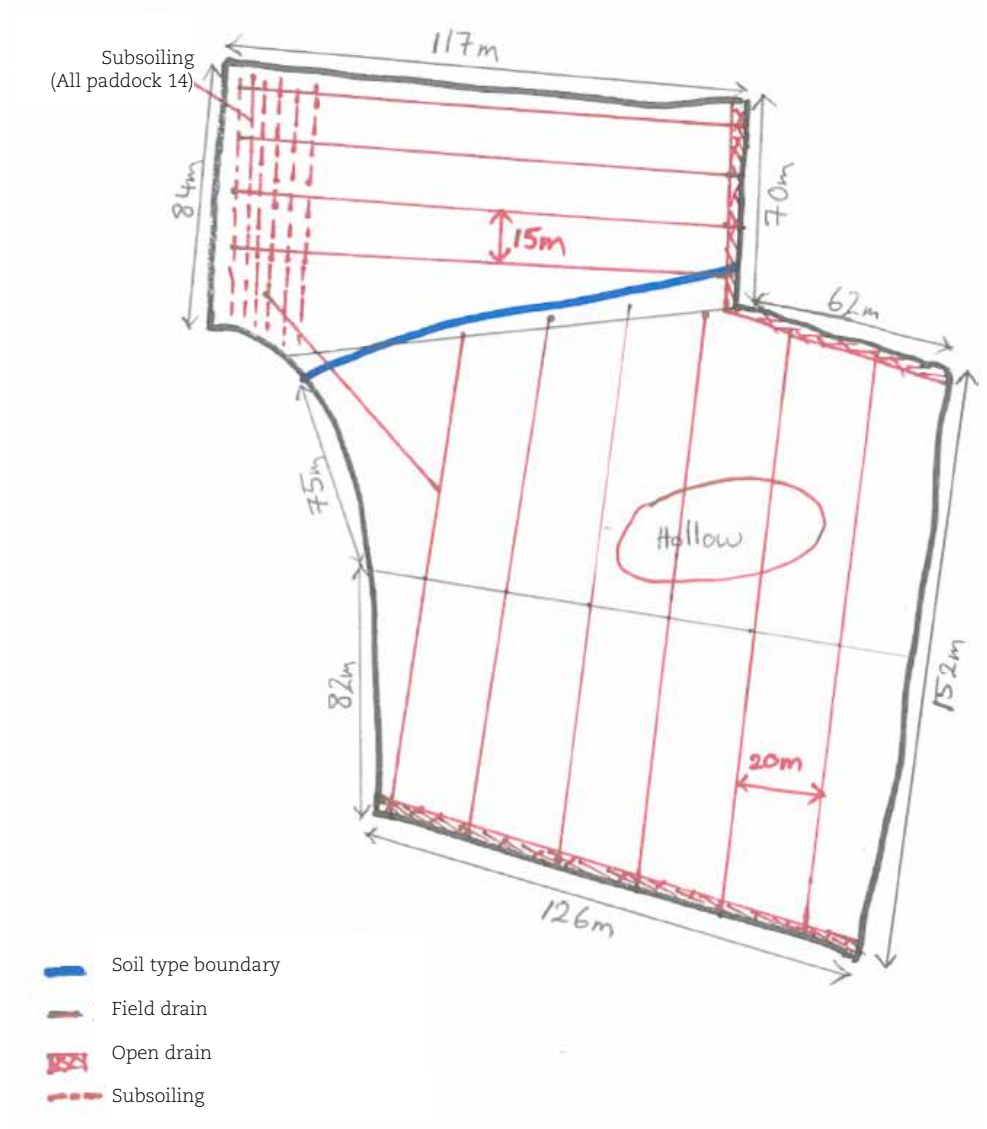 117m
Subsoiling
(All paddock 14)
84m
70m
15m
62m
75m
Hollow
82m
152m
20m
126m
Soil type boundary
Field drain
Open drain
Subsoiling